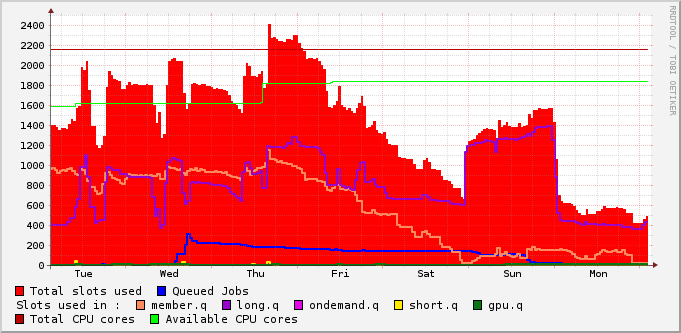 RRDTOOL / TOBI OETIKER
2400
2200
2000
1800
1600
1400
1200
1000
800
600
400
200
0
Tue Wed Thu Fri Sat Sun Mon
Total slots used Queued Jobs
Slots used in : member.q long.q ondemand.q short.q gpu.q
Total CPU cores Available CPU cores